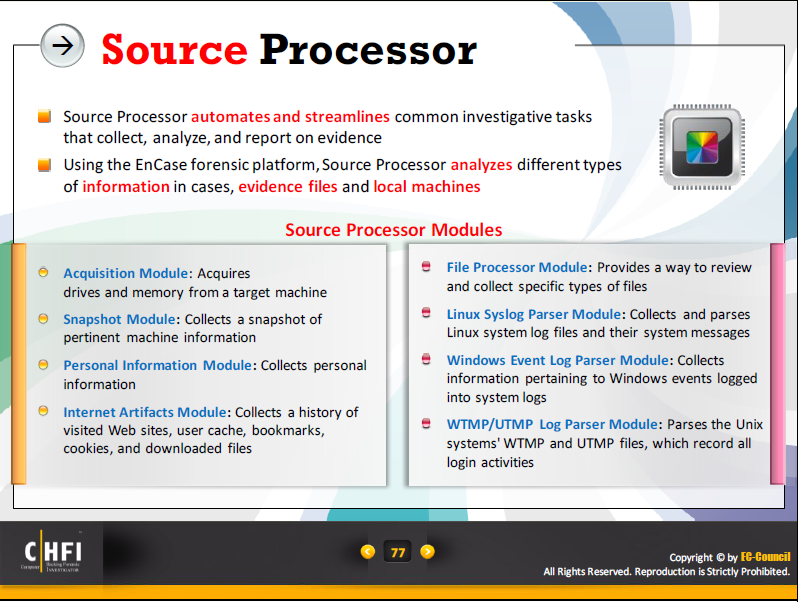 Source Processor
Source Processor automates and streamlines common investigative tasks
that collect, analyze, and report on evidence
Using the EnCase forensic platform, Source Processor analyzes different types
of information in cases, evidence files and local machines
Source Processor Modules
Acquisition Module: Acquires
drives and memory from a target machine
Snapshot Module: Collects a snapshot of
pertinent machine information
Personal Information Module: Collects personal
information
Internet Artifacts Module: Collects a history of
visited Web sites, user cache, bookmarks,
cookies, and downloaded files
File Processor Module: Provides a way to review
and collect specific types of files
Linux Syslog Parser Module: Collects and parses
Linux system log files and their system messages
Windows Event Log Parser Module: Collects
information pertaining to Windows events logged
into system logs
WTMP/UTMP Log Parser Module: Parses the Unix
systems' WTMP and UTMP files, which record all
login activities
CHFI
Computer Hacking Forensic
INVESTIGATOR
77
Copyright © by EC-Council
All Rights Reserved. Reproduction is Strictly Prohibited.